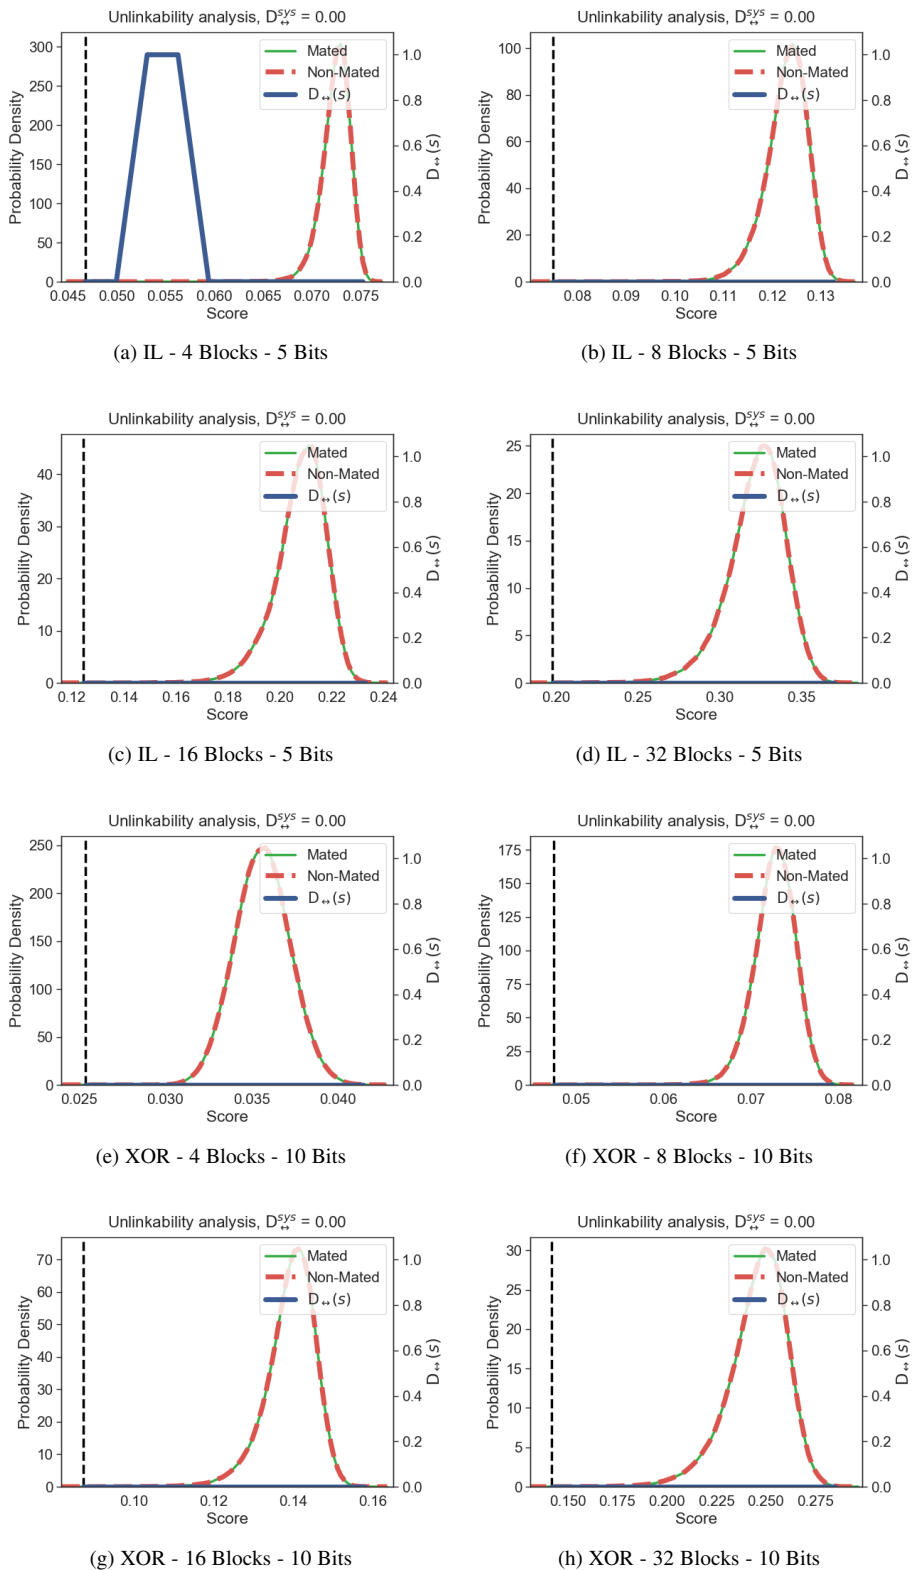 Unlinkability analysis, D↔sys = 0.00
Probability Density
300
250
200
150
100
50
0
Mated
Non-Mated
D↔(s)
1.0
0.8
0.6
0.4
0.2
0.0
D↔(s)
0.045 0.050 0.055 0.060 0.065 0.070 0.075
Score
(a) IL - 4 Blocks - 5 Bits
Unlinkability analysis, D↔sys = 0.00
Probability Density
100
80
60
40
20
0
Mated
Non-Mated
D↔(s)
1.0
0.8
0.6
0.4
0.2
0.0
D↔(s)
0.08 0.09 0.10 0.11 0.12 0.13
Score
(b) IL - 8 Blocks - 5 Bits
Unlinkability analysis, D↔sys = 0.00
Probability Density
40
30
20
10
0
Mated
Non-Mated
D↔(s)
1.0
0.8
0.6
0.4
0.2
0.0
D↔(s)
0.12 0.14 0.16 0.18 0.20 0.22 0.24
Score
(c) IL - 16 Blocks - 5 Bits
Unlinkability analysis, D↔sys = 0.00
Probability Density
25
20
15
10
5
0
Mated
Non-Mated
D↔(s)
1.0
0.8
0.6
0.4
0.2
0.0
D↔(s)
0.20 0.25 0.30 0.35
Score
(d) IL - 32 Blocks - 5 Bits
Unlinkability analysis, D↔sys = 0.00
Probability Density
250
200
150
100
50
0
Mated
Non-Mated
D↔(s)
1.0
0.8
0.6
0.4
0.2
0.0
D↔(s)
0.025 0.030 0.035 0.040
Score
(e) XOR - 4 Blocks - 10 Bits
Unlinkability analysis, D↔sys = 0.00
Probability Density
175
150
125
100
75
50
25
0
Mated
Non-Mated
D↔(s)
1.0
0.8
0.6
0.4
0.2
0.0
D↔(s)
0.05 0.06 0.07 0.08
Score
(f) XOR - 8 Blocks - 10 Bits
Unlinkability analysis, D↔sys = 0.00
Probability Density
70
60
50
40
30
20
10
0
Mated
Non-Mated
D↔(s)
1.0
0.8
0.6
0.4
0.2
0.0
D↔(s)
0.10 0.12 0.14 0.16
Score
(g) XOR - 16 Blocks - 10 Bits
Unlinkability analysis, D↔sys = 0.00
Probability Density
30
25
20
15
10
5
0
Mated
Non-Mated
D↔(s)
1.0
0.8
0.6
0.4
0.2
0.0
D↔(s)
0.150 0.175 0.200 0.225 0.250 0.275
Score
(h) XOR - 32 Blocks - 10 Bits